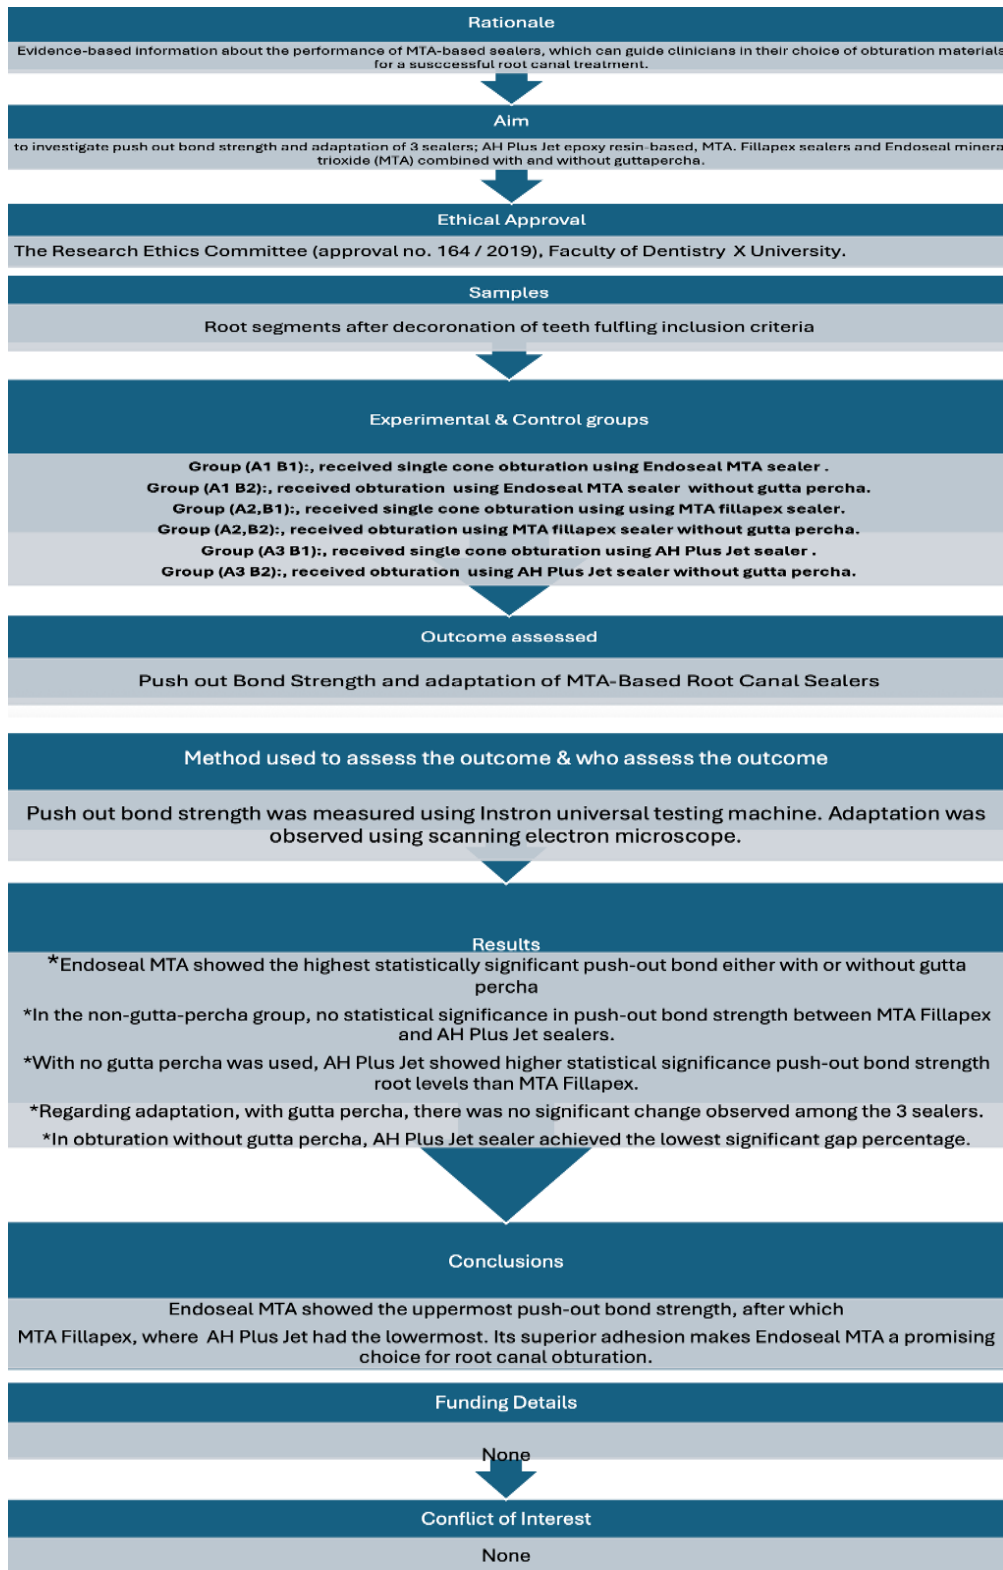 Rationale
Evidence-based information about the performance of MTA-based sealers, which can guide clinicians in their choice of obturation materials
for a susccessful root canal treatment.
Aim
to investigate push out bond strength and adaptation of 3 sealers; AH Plus Jet epoxy resin-based, MTA. Fillapex sealers and Endoseal minera
trioxide (MTA) combined with and without guttapercha.
Ethical Approval
The Research Ethics Committee (approval no. 164 / 2019), Faculty of Dentistry X University.
Samples
Root segments after decoronation of teeth fulfling inclusion criteria
Experimental & Control groups
Group (A1 B1):, received single cone obturation using Endoseal MTA sealer .
Group (A1 B2):, received obturation using Endoseal MTA sealer without gutta percha.
Group (A2,B1):, received single cone obturation using using MTA fillapex sealer.
Group (A2,B2):, received obturation using MTA fillapex sealer without gutta percha.
Group (A3 B1):, received single cone obturation using AH Plus Jet sealer .
Group (A3 B2):, received obturation using AH Plus Jet sealer without gutta percha.
Outcome assessed
Push out Bond Strength and adaptation of MTA-Based Root Canal Sealers
Method used to assess the outcome & who assess the outcome
Push out bond strength was measured using Instron universal testing machine. Adaptation was
observed using scanning electron microscope.
Results
*Endoseal MTA showed the highest statistically significant push-out bond either with or without gutta
percha
*In the non-gutta-percha group, no statistical significance in push-out bond strength between MTA Fillapex
and AH Plus Jet sealers.
*With no gutta percha was used, AH Plus Jet showed higher statistical significance push-out bond strength
root levels than MTA Fillapex.
*Regarding adaptation, with gutta percha, there was no significant change observed among the 3 sealers.
*In obturation without gutta percha, AH Plus Jet sealer achieved the lowest significant gap percentage.
Conclusions
Endoseal MTA showed the uppermost push-out bond strength, after which
MTA Fillapex, where AH Plus Jet had the lowermost. Its superior adhesion makes Endoseal MTA a promising
choice for root canal obturation.
Funding Details
None
Conflict of Interest
None